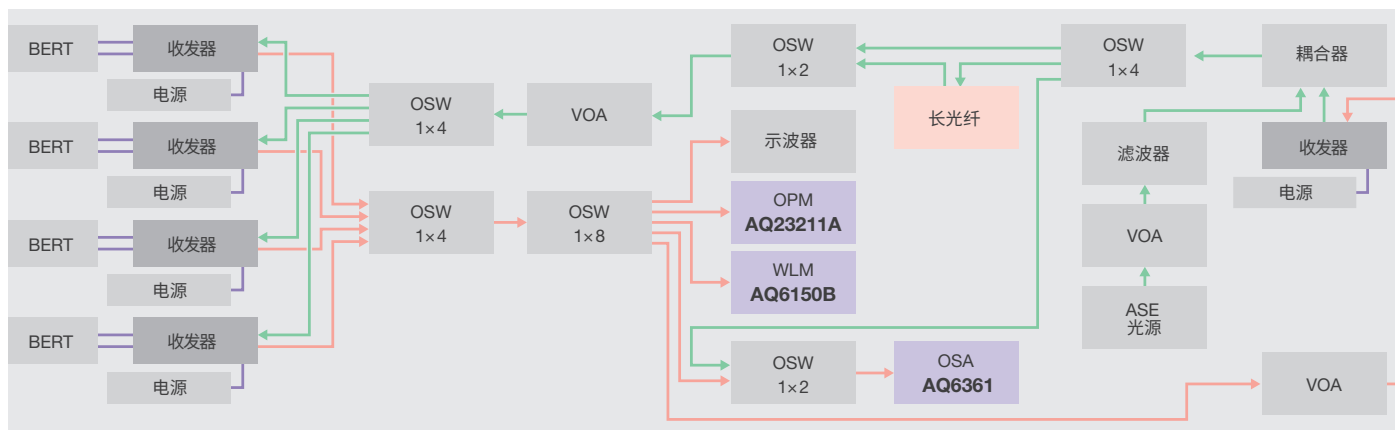 BERT
收发器
电源
BERT
收发器
电源
BERT
收发器
电源
BERT
收发器
电源
OSW
1×4
VOA
OSW
1×2
长光纤
OSW
1×4
耦合器
滤波器
收发器
电源
VOA
ASE
光源
OSW
1×4
OSW
1×8
示波器
OPM
AQ23211A
WLM
AQ6150B
OSW
1×2
OSA
AQ6361
VOA